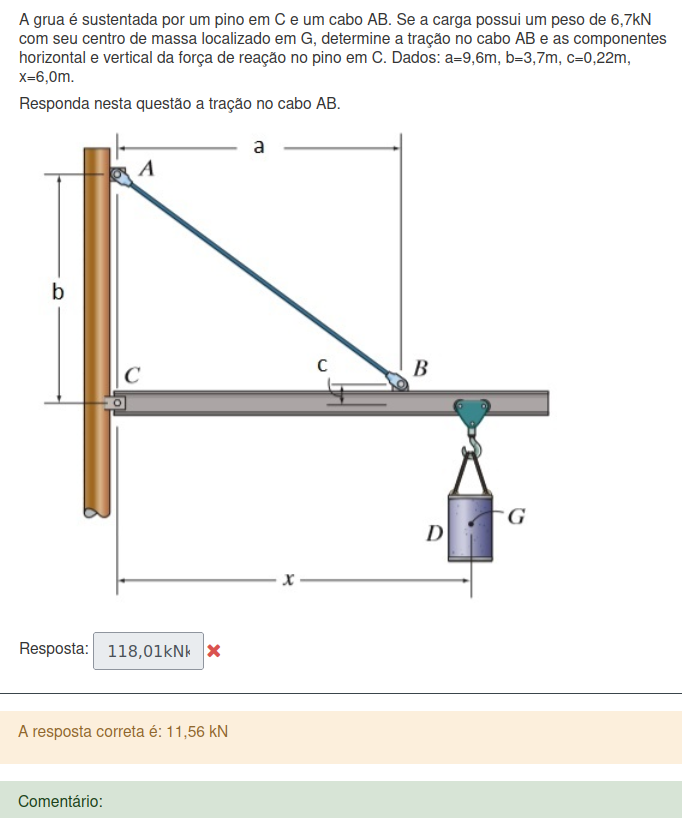 A grua é sustentada por um pino em C e um cabo AB. Se a carga possui um peso de 6,7kN
com seu centro de massa localizado em G, determine a tração no cabo AB e as componentes
horizontal e vertical da força de reação no pino em C. Dados: a=9,6m, b=3,7m, c=0,22m,
x=6,0m.
Responda nesta questão a tração no cabo AB.
a
A
b
C
c
B
G
D
x
Resposta: 118,01kNk
A resposta correta é: 11,56 kN
Comentário: